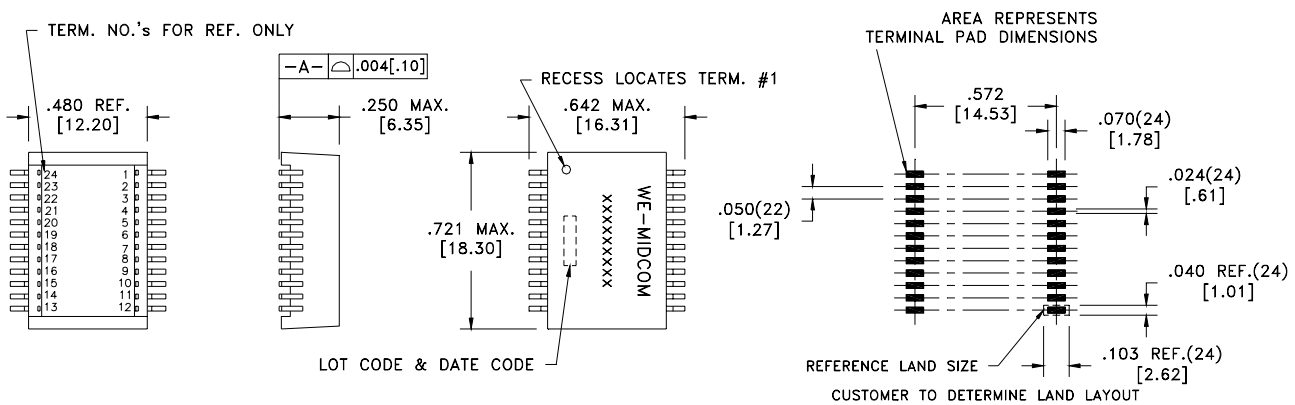 TERM. NO.'s FOR REF. ONLY
.480 REF.
[12.20]
24 1
23 2
22 3
21 4
20 5
19 6
18 7
17 8
16 9
15 10
14 11
13 12
-A- .004[.10]
.250 MAX.
[6.35]
RECESS LOCATES TERM. #1
.642 MAX.
[16.31]
.721 MAX.
[18.30]
WE-MIDCOM
XXXXXXXXX
LOT CODE & DATE CODE
AREA REPRESENTS
TERMINAL PAD DIMENSIONS
.572
[14.53]
.070(24)
[1.78]
.024(24)
[.61]
.050(22)
[1.27]
.040 REF.(24)
[1.01]
REFERENCE LAND SIZE
.103 REF.(24)
[2.62]
CUSTOMER TO DETERMINE LAND LAYOUT